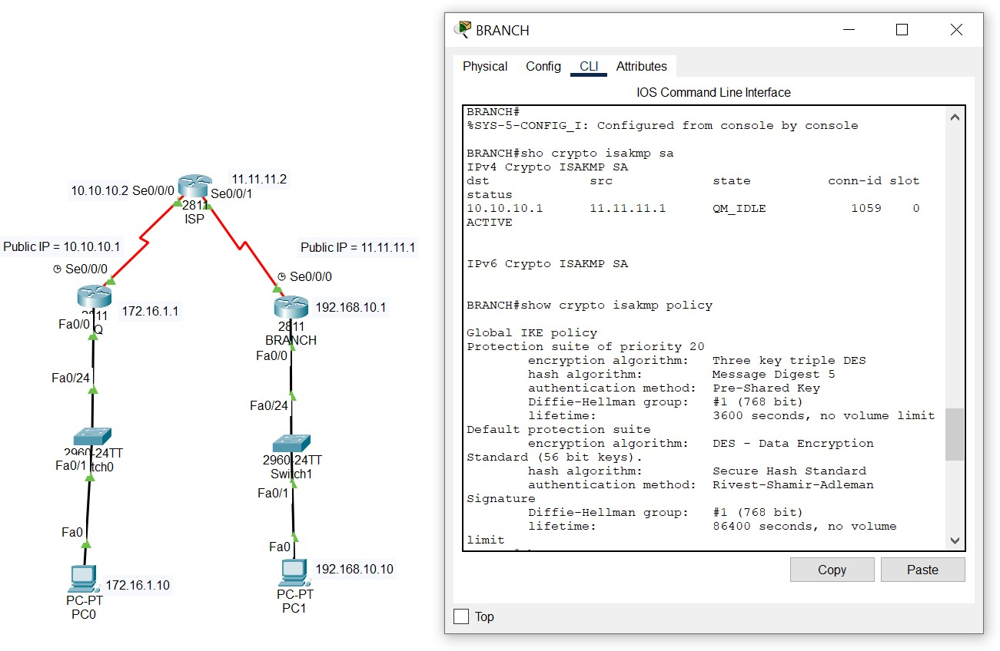 11.11.11.2
10.10.10.2 Se0/0/0
Se0/0/1
2811
ISP
Public IP = 10.10.10.1
Public IP = 11.11.11.1
Se0/0/0
Se0/0/0
172.16.1.1
192.168.10.1
Fa0/0
2811
BRANCH
Fa0/0
Fa0/24
Fa0/24
2960-24TT
Fa0/1
2960-24TT
Switch1
Fa0/1
Fa0
Fa0
172.16.1.10
192.168.10.10
PC-PT
PC0
PC-PT
PC1
BRANCH
Physical Config CLI Attributes
IOS Command Line Interface
BRANCH#
%SYS-5-CONFIG_I: Configured from console by console
BRANCH#sho crypto isakmp sa
IPv4 Crypto ISAKMP SA
dst src state conn-id slot
status
10.10.10.1 11.11.11.1 QM_IDLE 1059 0
ACTIVE
IPv6 Crypto ISAKMP SA
BRANCH#show crypto isakmp policy
Global IKE policy
Protection suite of priority 20
encryption algorithm: Three key triple DES
hash algorithm: Message Digest 5
authentication method: Pre-Shared Key
Diffie-Hellman group: #1 (768 bit)
lifetime: 3600 seconds, no volume limit
Default protection suite
encryption algorithm: DES - Data Encryption
Standard (56 bit keys).
hash algorithm: Secure Hash Standard
authentication method: Rivest-Shamir-Adleman
Signature
Diffie-Hellman group: #1 (768 bit)
lifetime: 86400 seconds, no volume
limit
Copy Paste
Top